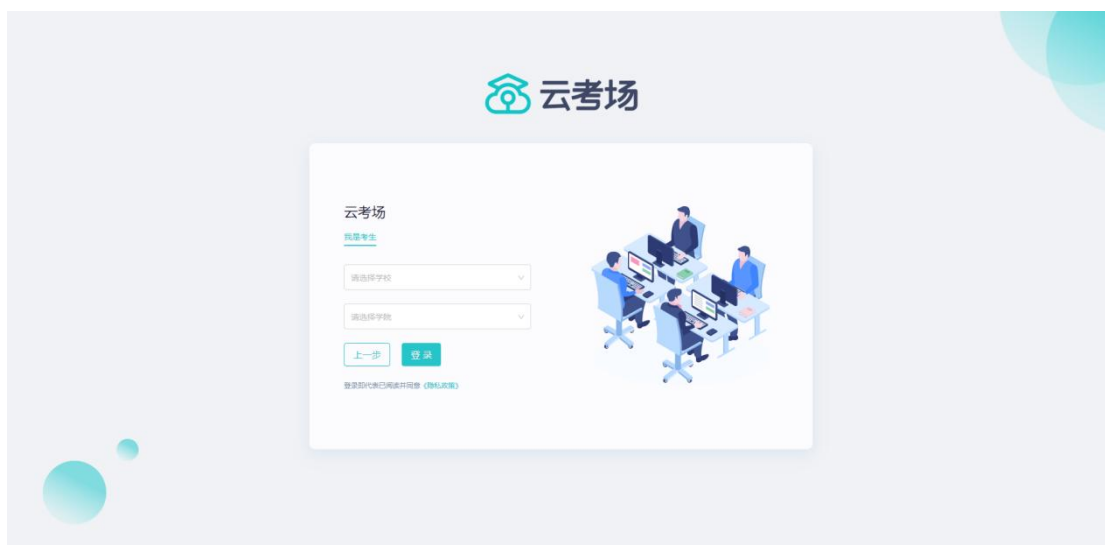 云考场
云考场
我是考生
请选择学校
请选择学院
上一步 登录
登录即代表已阅读并同意《隐私政策》